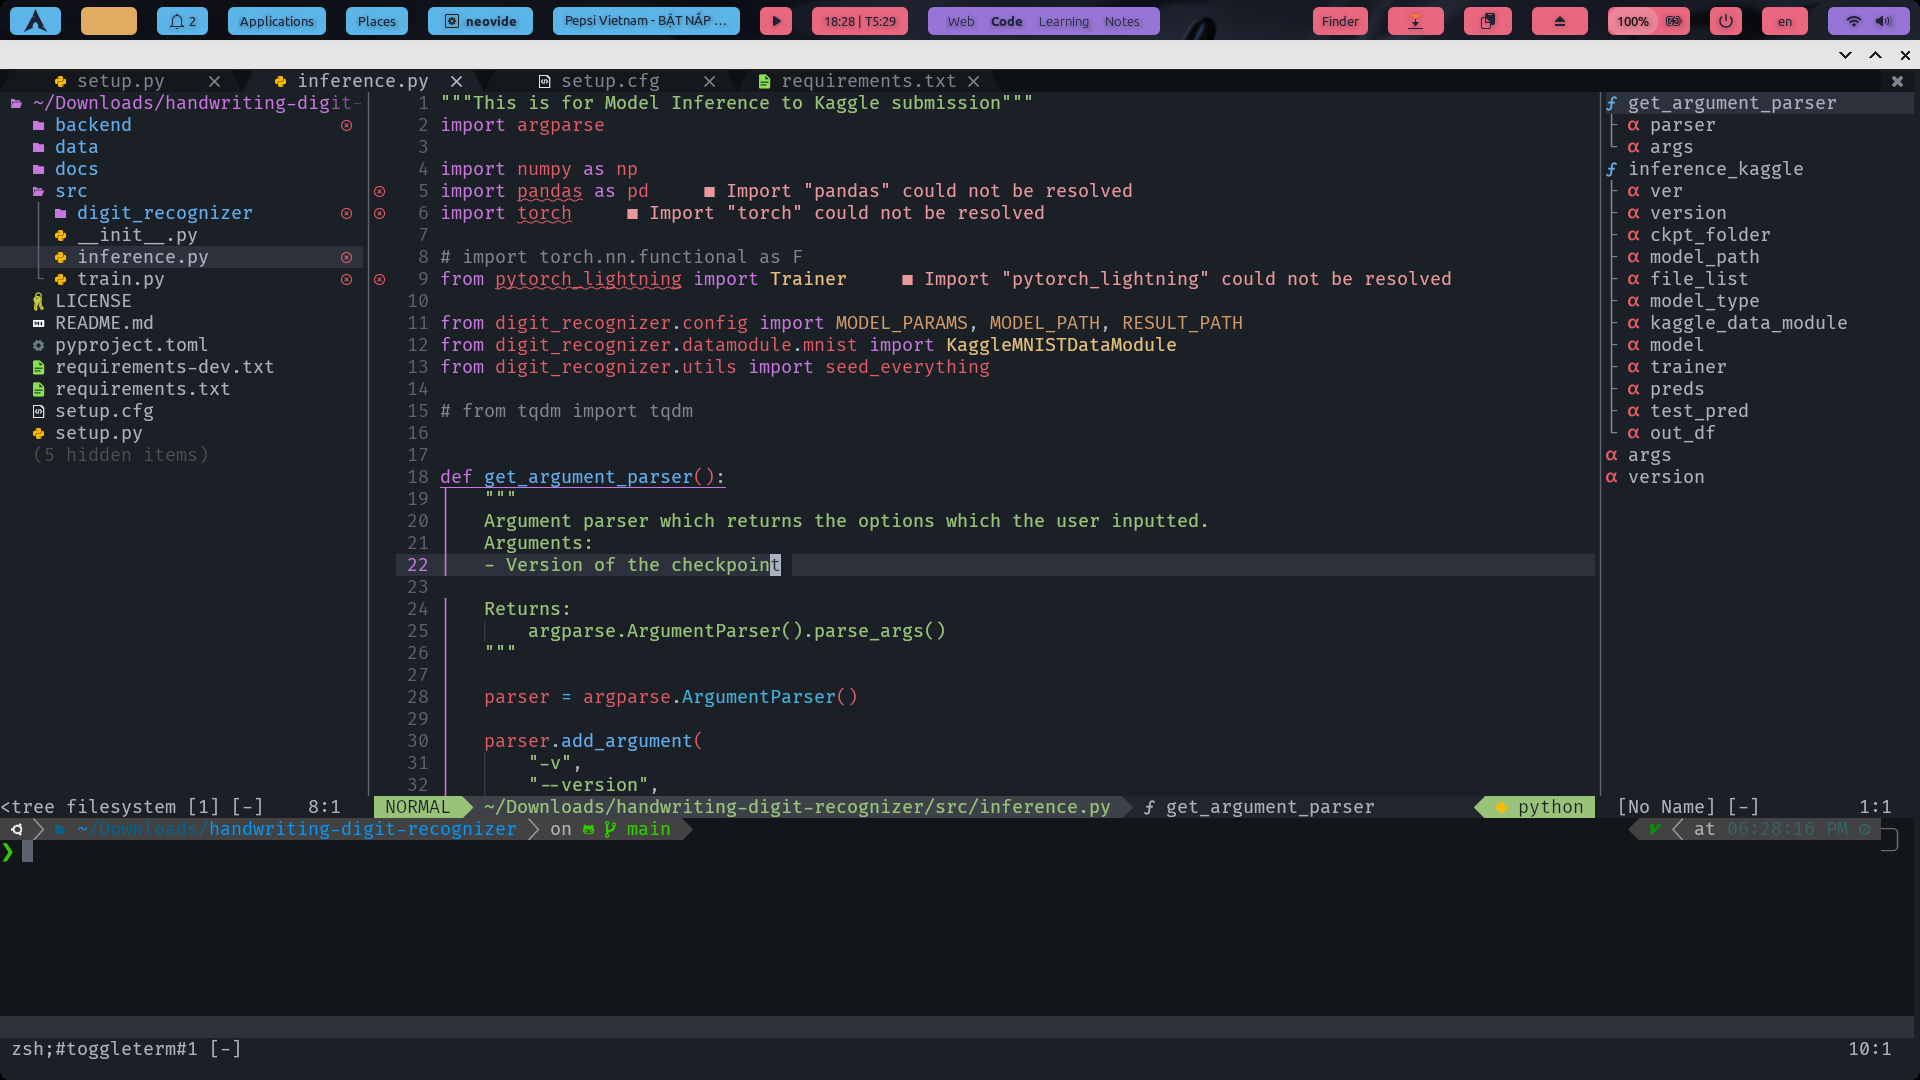 2
Applications
Places
neovide
Pepsi Vietnam - BẬT NẮP ...
18:28 | T5:29
Web Code Learning Notes
Finder
100%
en
setup.py
inference.py
setup.cfg
requirements.txt
~/Downloads/handwriting-digit-
backend
data
docs
src
digit_recognizer
__init__.py
inference.py
train.py
LICENSE
README.md
pyproject.toml
requirements-dev.txt
requirements.txt
setup.cfg
setup.py
(5 hidden items)
1 """This is for Model Inference to Kaggle submission"""
2 import argparse
3
4 import numpy as np
5 import pandas as pd ■ Import "pandas" could not be resolved
6 import torch ■ Import "torch" could not be resolved
7
8 # import torch.nn.functional as F
9 from pytorch_lightning import Trainer ■ Import "pytorch_lightning" could not be resolved
10
11 from digit_recognizer.config import MODEL_PARAMS, MODEL_PATH, RESULT_PATH
12 from digit_recognizer.datamodule.mnist import KaggleMNISTDataModule
13 from digit_recognizer.utils import seed_everything
14
15 # from tqdm import tqdm
16
17
18 def get_argument_parser():
19 """
20 Argument parser which returns the options which the user inputted.
21 Arguments:
22 - Version of the checkpoint
23
24 Returns:
25 argparse.ArgumentParser().parse_args()
26 """
27
28 parser = argparse.ArgumentParser()
29
30 parser.add_argument(
31 "-v",
32 "--version",
get_argument_parser
parser
args
inference_kaggle
ver
version
ckpt_folder
model_path
file_list
model_type
kaggle_data_module
model
trainer
preds
test_pred
out_df
args
version
<tree filesystem [1] [-] 8:1
NORMAL ~/Downloads/handwriting-digit-recognizer/src/inference.py ƒ get_argument_parser python
[No Name] [-] 1:1
~/Downloads/handwriting-digit-recognizer on main
at 06:28:16 PM
❯
zsh;#toggleterm#1 [-] 10:1